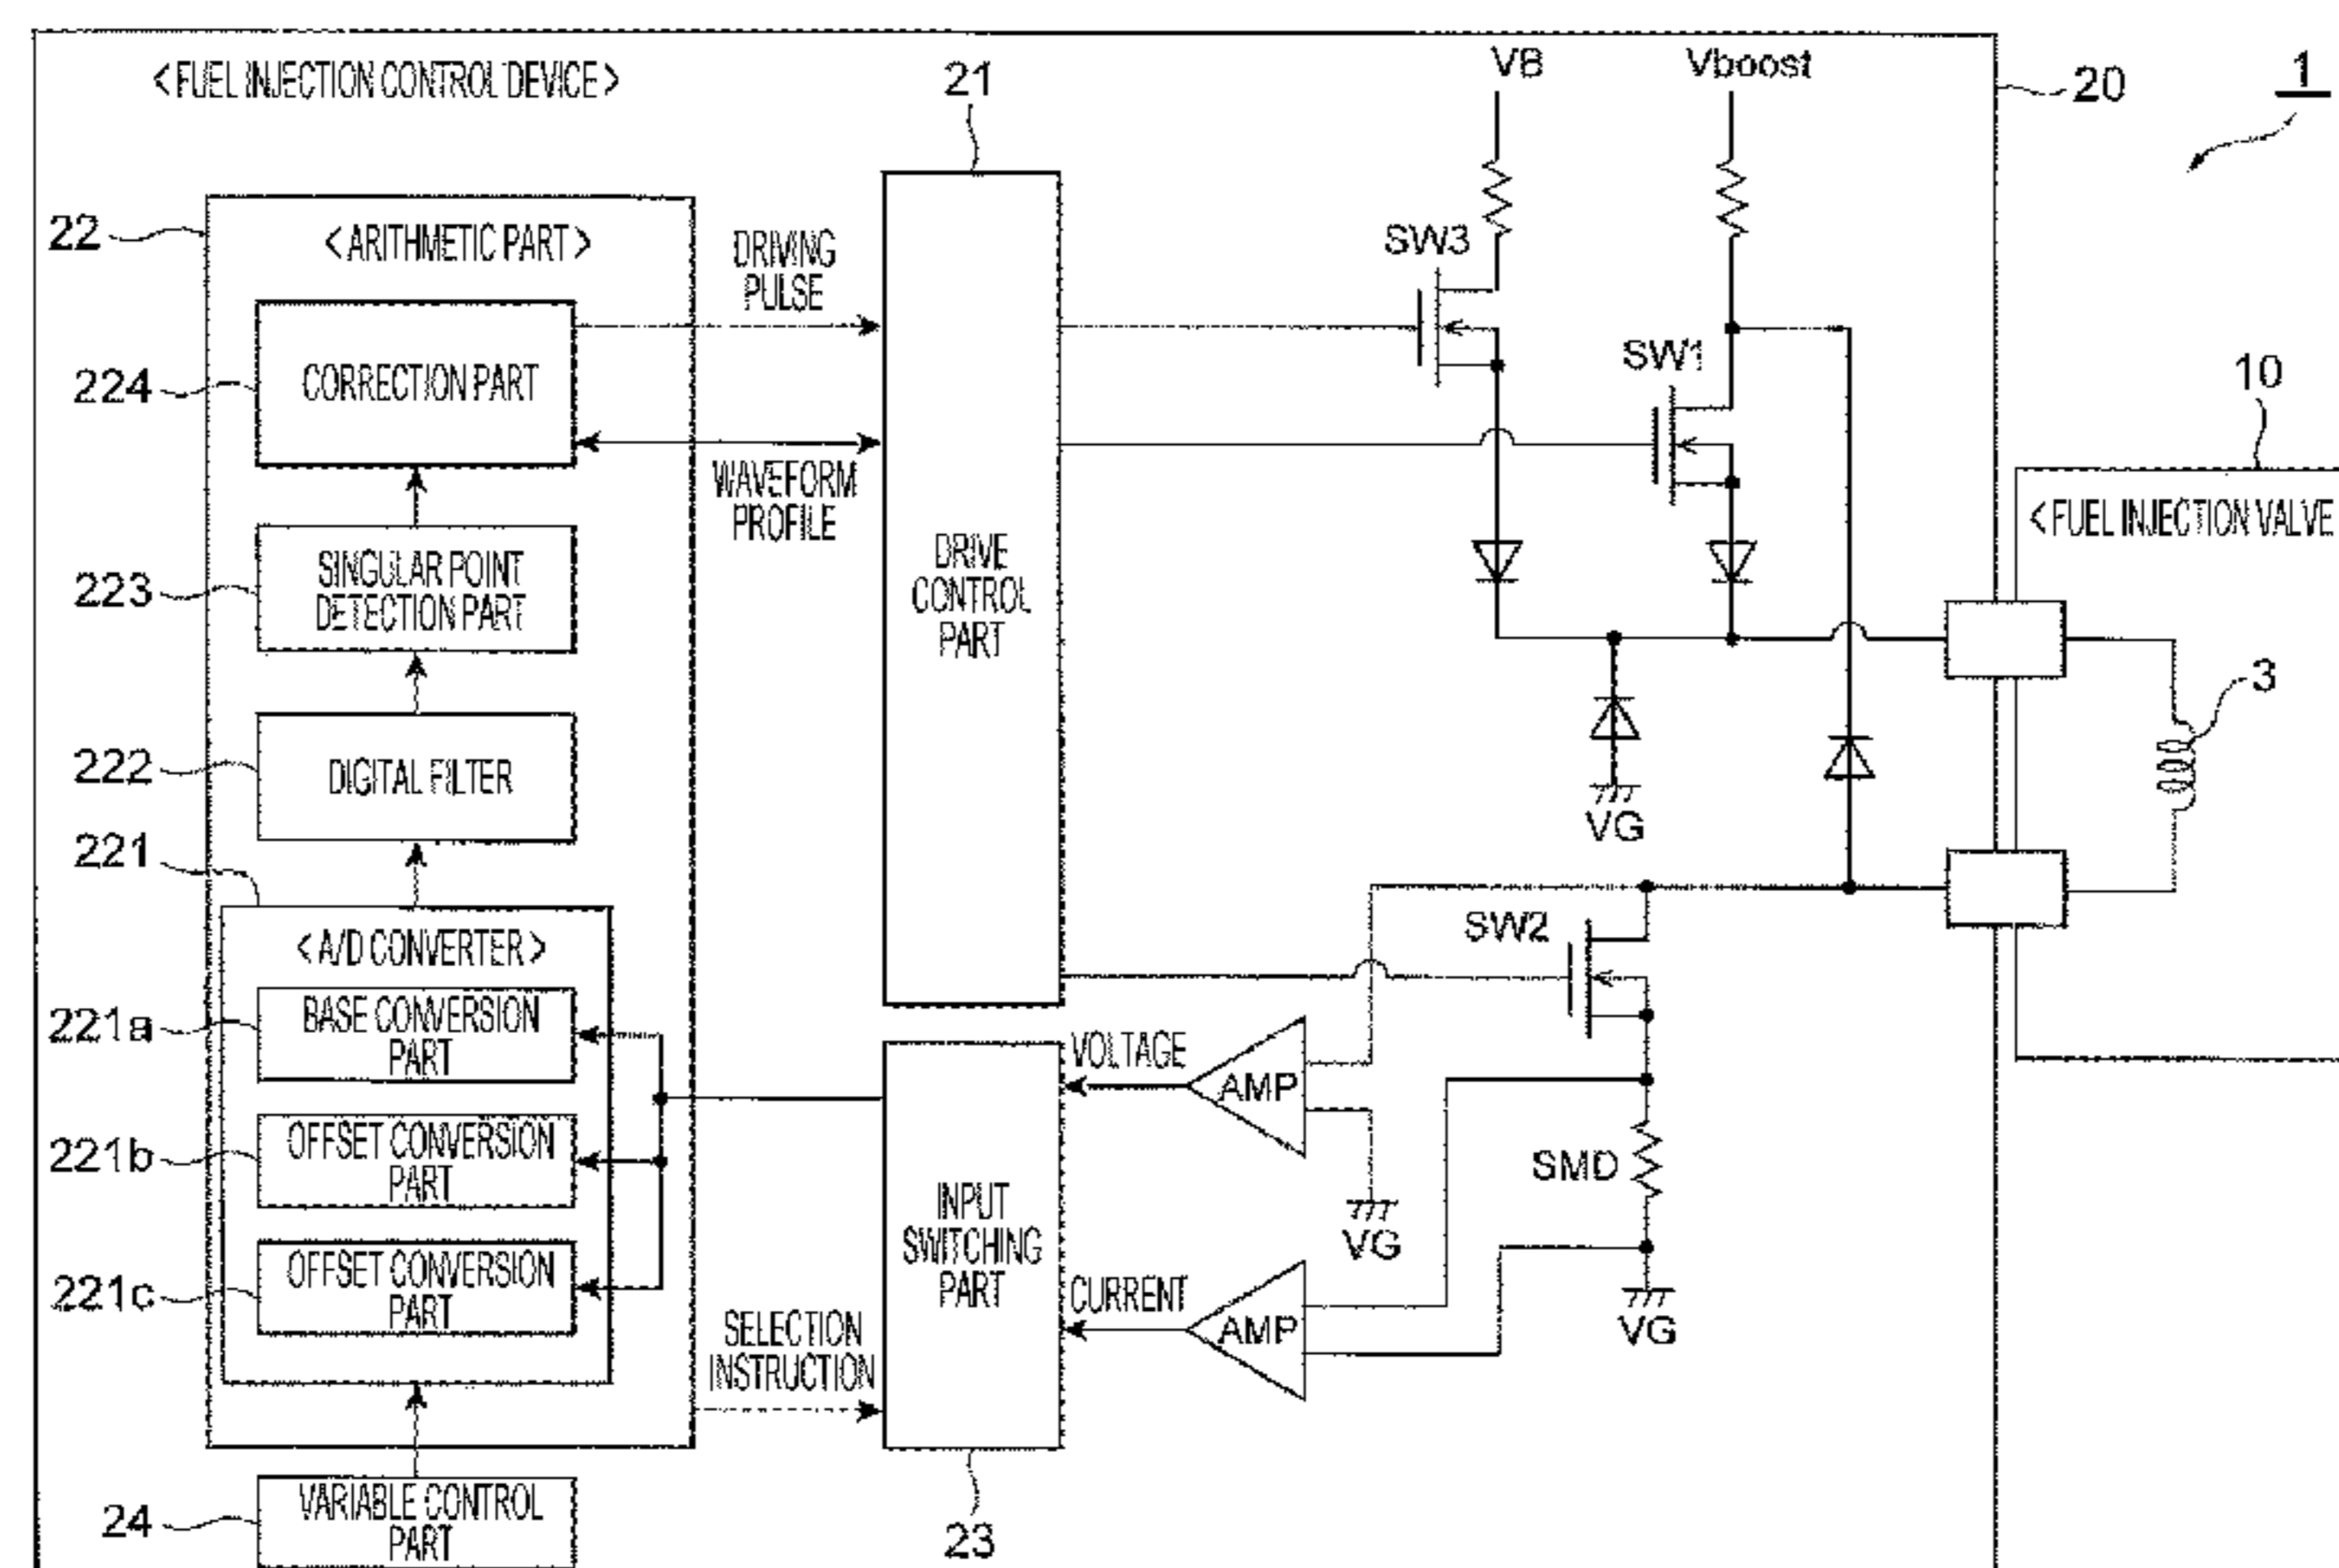 <FUEL INJECTION CONTROL DEVICE>
21
VB
Vboost
20
1
22
<ARITHMETIC PART>
DRIVING
PULSE
SW3
224
CORRECTION PART
SW1
10
WAVEFORM
PROFILE
<FUEL INJECTION VALVE
223
SINGULAR POINT
DETECTION PART
DRIVE
CONTROL
PART
3
222
DIGITAL FILTER
VG
221
<A/D CONVERTER>
SW2
221a
BASE CONVERSION
PART
VOLTAGE
AMP
221b
OFFSET CONVERSION
PART
SMD
INPUT
SWITCHING
PART
VG
221c
OFFSET CONVERSION
PART
CURRENT
AMP
VG
SELECTION
INSTRUCTION
24
VARIABLE CONTROL
PART
23